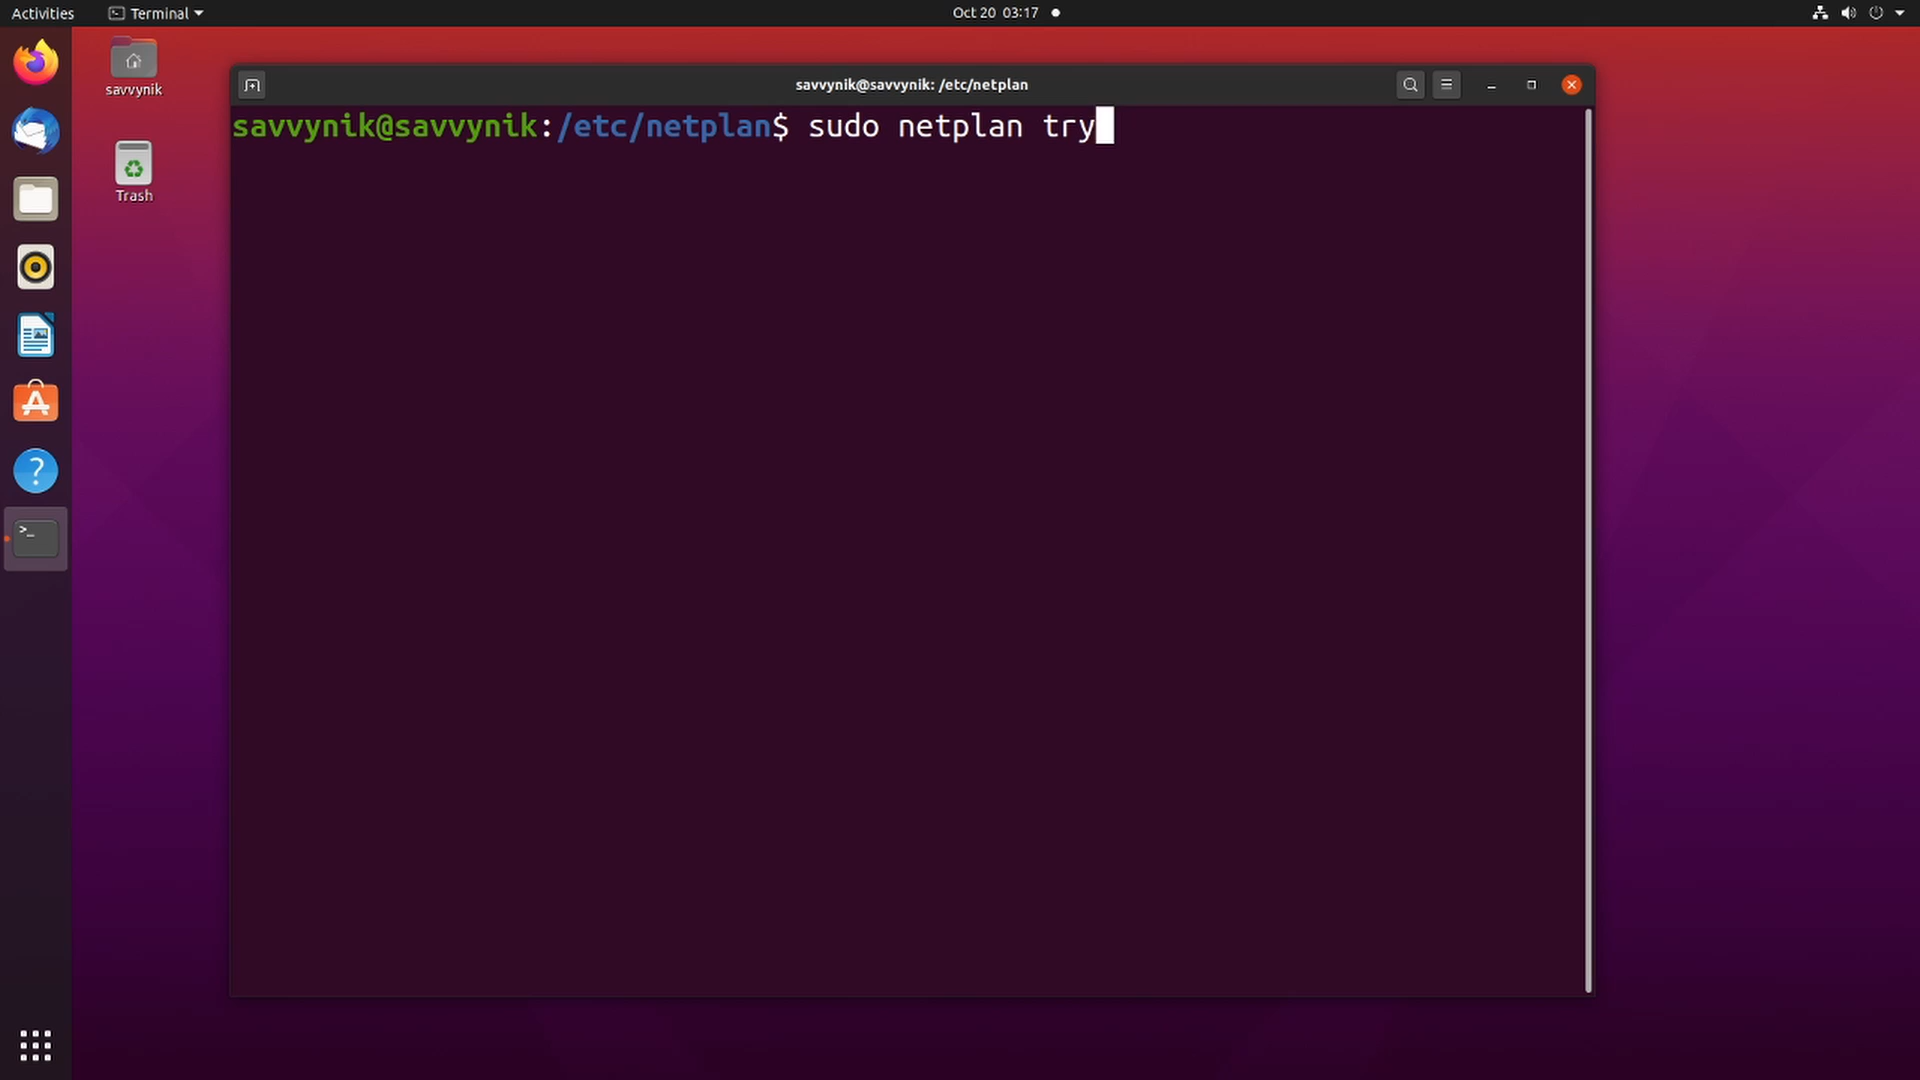 Activities Terminal Oct 20 03:17
savvynik
Trash
savvynik@savvynik: /etc/netplan
savvynik@savvynik:/etc/netplan$ sudo netplan try